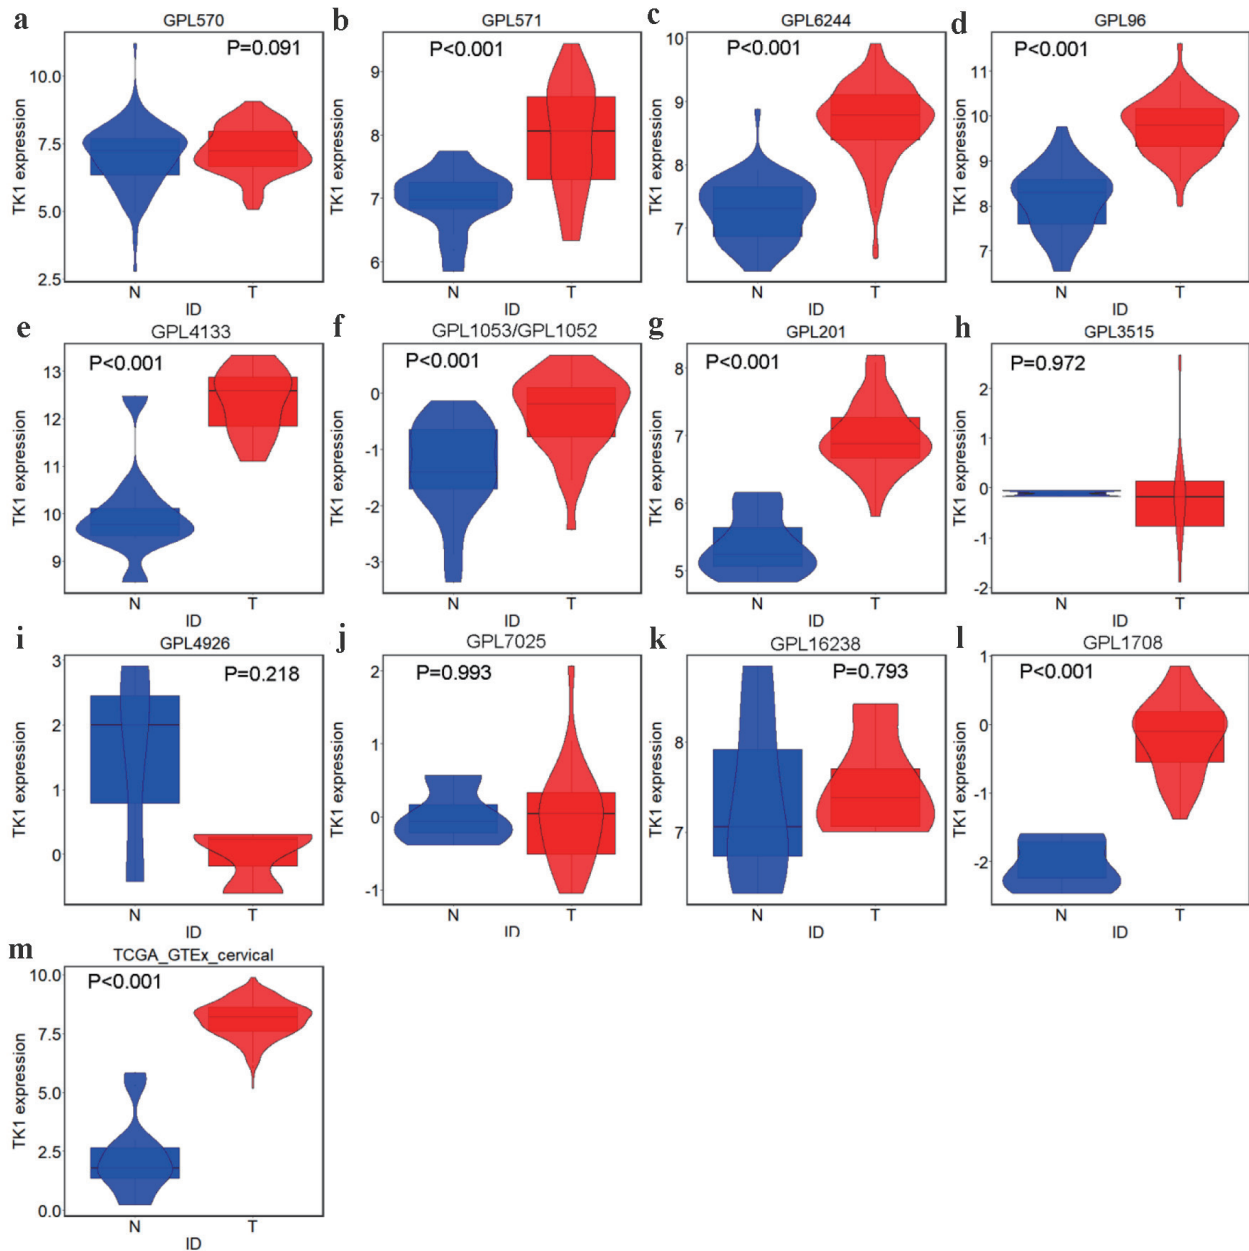 a
GPL570
P=0.091
TK1 expression
10.0
7.5
5.0
2.5
N T
ID
b
GPL571
P<0.001
TK1 expression
9
8
7
6
N T
ID
c
GPL6244
P<0.001
TK1 expression
10
9
8
7
N T
ID
d
GPL96
P<0.001
TK1 expression
11
10
9
8
7
N T
ID
e
GPL4133
P<0.001
TK1 expression
13
12
11
10
9
N T
ID
f
GPL1053/GPL1052
P<0.001
TK1 expression
0
-1
-2
-3
N T
ID
g
GPL201
P<0.001
TK1 expression
8
7
6
5
N T
ID
h
GPL3515
P=0.972
TK1 expression
2
1
0
-1
-2
N T
ID
i
GPL4926
P=0.218
TK1 expression
3
2
1
0
N T
ID
j
GPL7025
P=0.993
TK1 expression
2
1
0
-1
N T
ID
k
GPL16238
P=0.793
TK1 expression
8
7
N T
ID
l
GPL1708
P<0.001
TK1 expression
1
0
-1
-2
N T
ID
m
TCGA_GTEx_cervical
P<0.001
TK1 expression
10.0
7.5
5.0
2.5
0.0
N T
ID